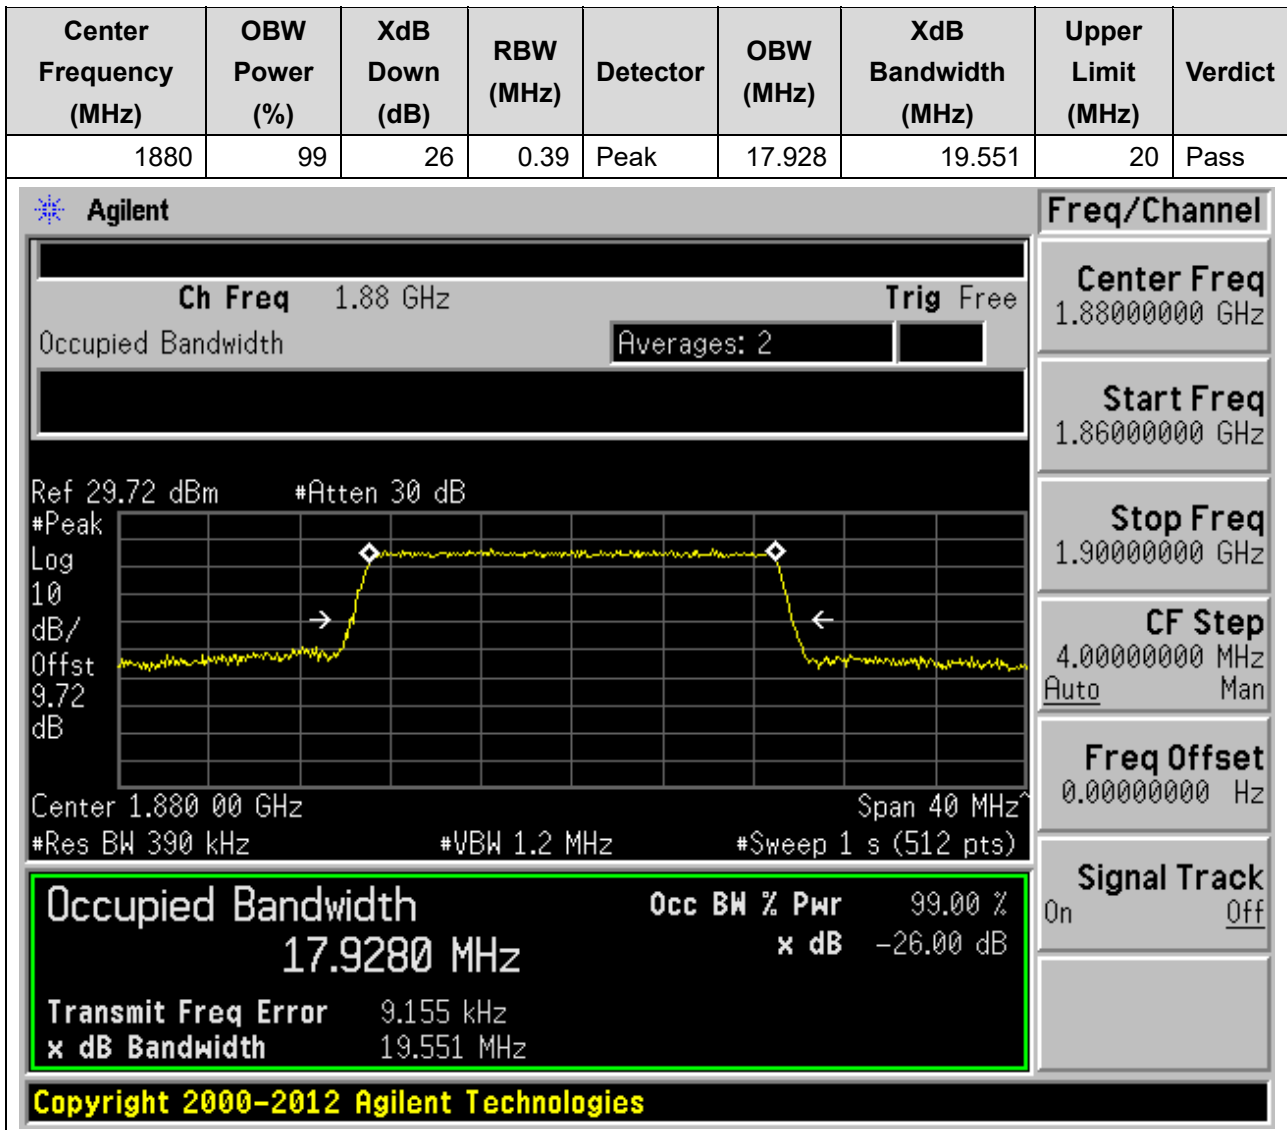 Center Frequency (MHz) OBW Power (%) XdB Down (dB) RBW (MHz) Detector OBW (MHz) XdB Bandwidth (MHz) Upper Limit (MHz) Verdict
1880 99 26 0.39 Peak 17.928 19.551 20 Pass
Agilent
Freq/Channel
Ch Freq 1.88 GHz Trig Free
Occupied Bandwidth Averages: 2
Center Freq
1.88000000 GHz
Start Freq
1.86000000 GHz
Stop Freq
1.90000000 GHz
CF Step
4.00000000 MHz
Auto Man
Freq Offset
0.00000000 Hz
Signal Track
On Off
Ref 29.72 dBm #Atten 30 dB
#Peak
Log
10
dB/
Offst
9.72
dB
Center 1.880 00 GHz Span 40 MHz^
#Res BW 390 kHz #VBW 1.2 MHz #Sweep 1 s (512 pts)
Occupied Bandwidth Occ BW % Pwr 99.00 %
17.9280 MHz x dB -26.00 dB
Transmit Freq Error 9.155 kHz
x dB Bandwidth 19.551 MHz
Copyright 2000-2012 Agilent Technologies